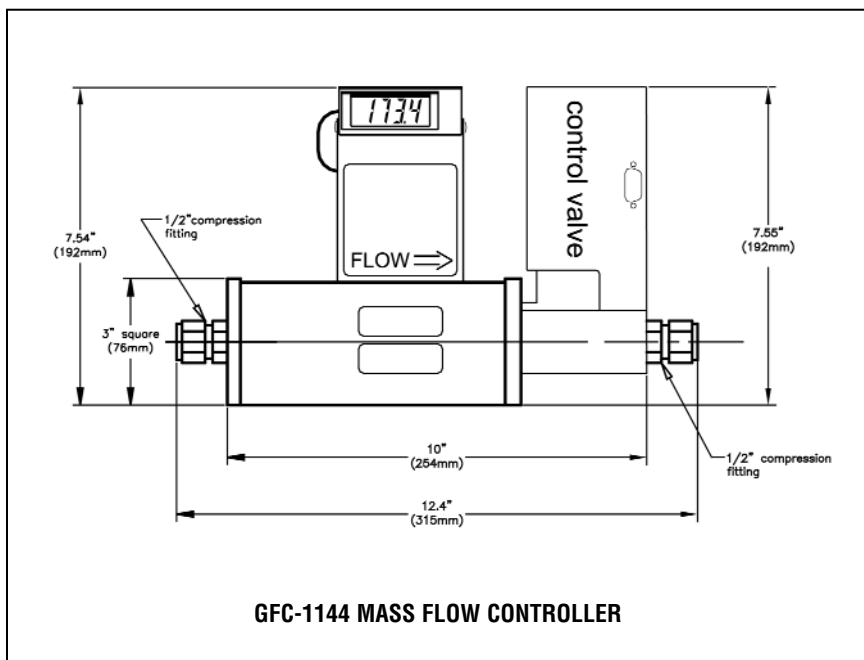 173.4
control valve
7.54"
(192mm)
1/2"compression
fitting
7.55"
(192mm)
FLOW
3" square
(76mm)
10"
(254mm)
1/2" compression
fitting
12.4"
(315mm)
GFC-1144 MASS FLOW CONTROLLER